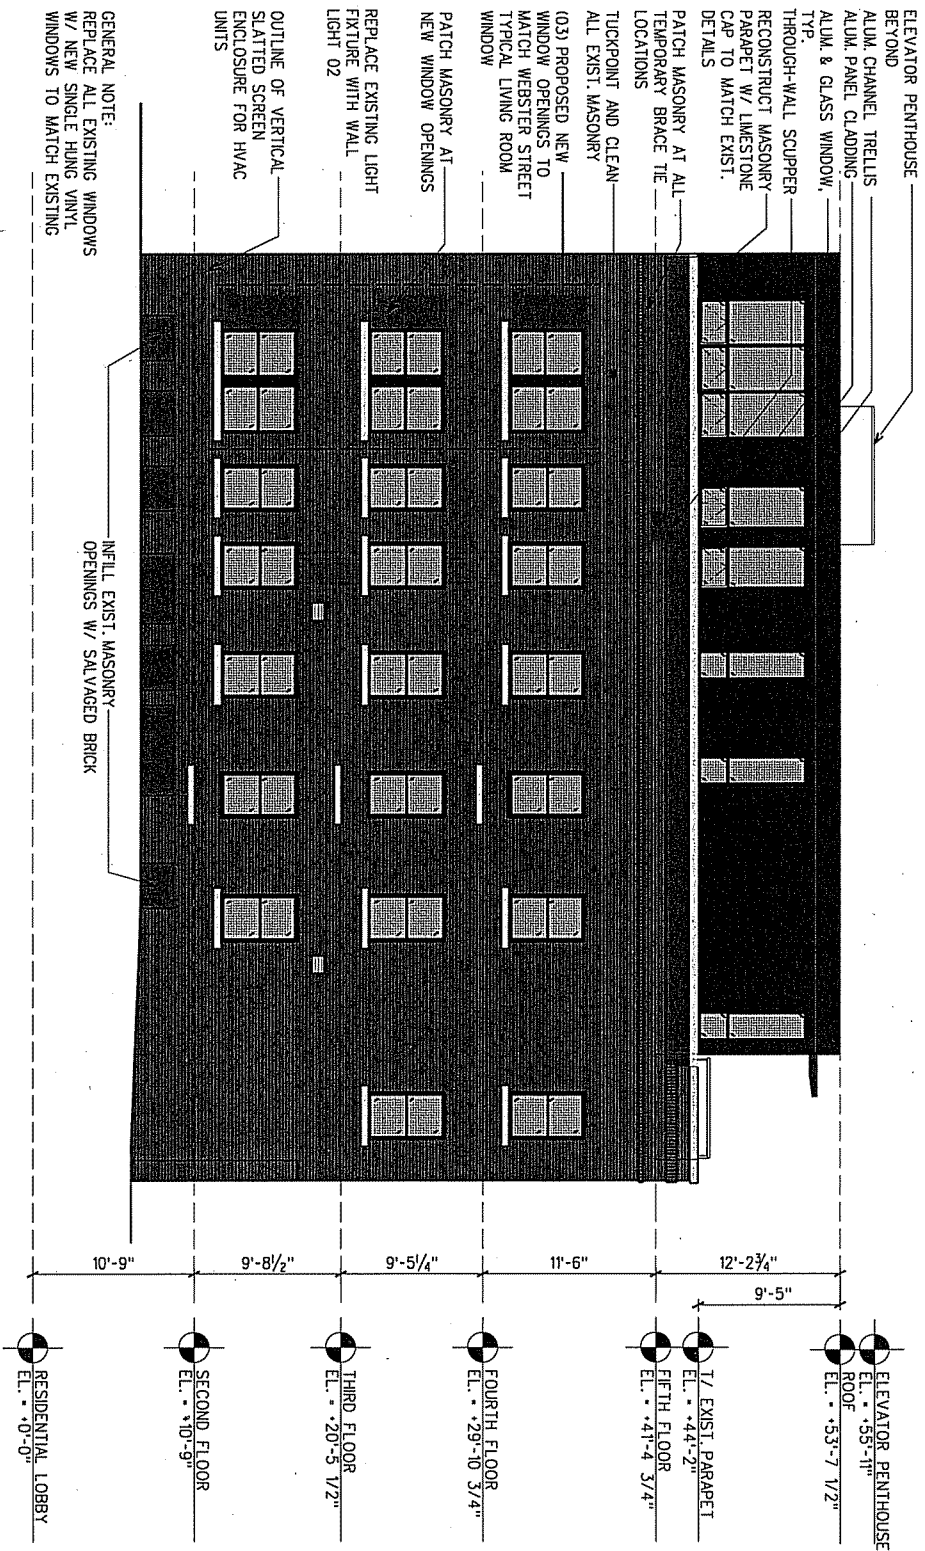 ELEVATOR PENTHOUSE
BEYOND
ALUM. CHANNEL TRELLIS
ALUM. PANEL CLADDING
ALUM. & GLASS WINDOW,
TYP.
THROUGH-WALL SCUPPER
RECONSTRUCT MASONRY
PARAPET W/ LIMESTONE
CAP TO MATCH EXIST.
DETAILS
PATCH MASONRY AT ALL
TEMPORARY BRACE TIE
LOCATIONS
TUCKPOINT AND CLEAN
ALL EXIST. MASONRY
(03) PROPOSED NEW
WINDOW OPENINGS TO
MATCH WEBSTER STREET
TYPICAL LIVING ROOM
WINDOW
PATCH MASONRY AT
NEW WINDOW OPENINGS
REPLACE EXISTING LIGHT
FIXTURE WITH WALL
LIGHT 02
OUTLINE OF VERTICAL
SLATTED SCREEN
ENCLOSURE FOR HVAC
UNITS
GENERAL NOTE:
REPLACE ALL EXISTING WINDOWS
W/ NEW SINGLE HUNG VINYL
WINDOWS TO MATCH EXISTING
INFILL EXIST. MASONRY
OPENINGS W/ SALVAGED BRICK
12'-2 3/4"
9'-5"
11'-6"
9'-5 1/4"
9'-8 1/2"
10'-9"
ELEVATOR PENTHOUSE
EL. = +55'-11"
ROOF
EL. = +53'-7 1/2"
T/ EXIST. PARAPET
EL. = +44'-2"
FIFTH FLOOR
EL. = +41'-4 3/4"
FOURTH FLOOR
EL. = +29'-10 3/4"
THIRD FLOOR
EL. = +20'-5 1/2"
SECOND FLOOR
EL. = +10'-9"
RESIDENTIAL LOBBY
EL. = +0'-0"